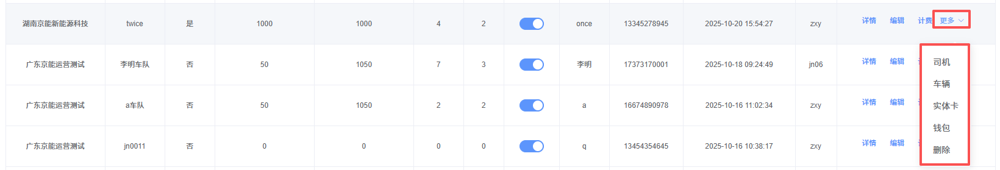 湖南京能新能源科技 twice 是 1000 1000 4 2 once 13345278945 2025-10-20 15:54:27 zxy 详情 编辑 计费 更多
广东京能运营测试 李明车队 否 50 1050 7 3 李明 17373170001 2025-10-18 09:24:49 jn06 详情 编辑
司机
车辆
广东京能运营测试 a车队 否 50 1050 2 2 a 16674890978 2025-10-16 11:02:34 zxy 详情 编辑
实体卡
钱包
广东京能运营测试 jn0011 否 0 0 0 0 q 13454354645 2025-10-16 10:38:17 zxy 详情 编辑
删除